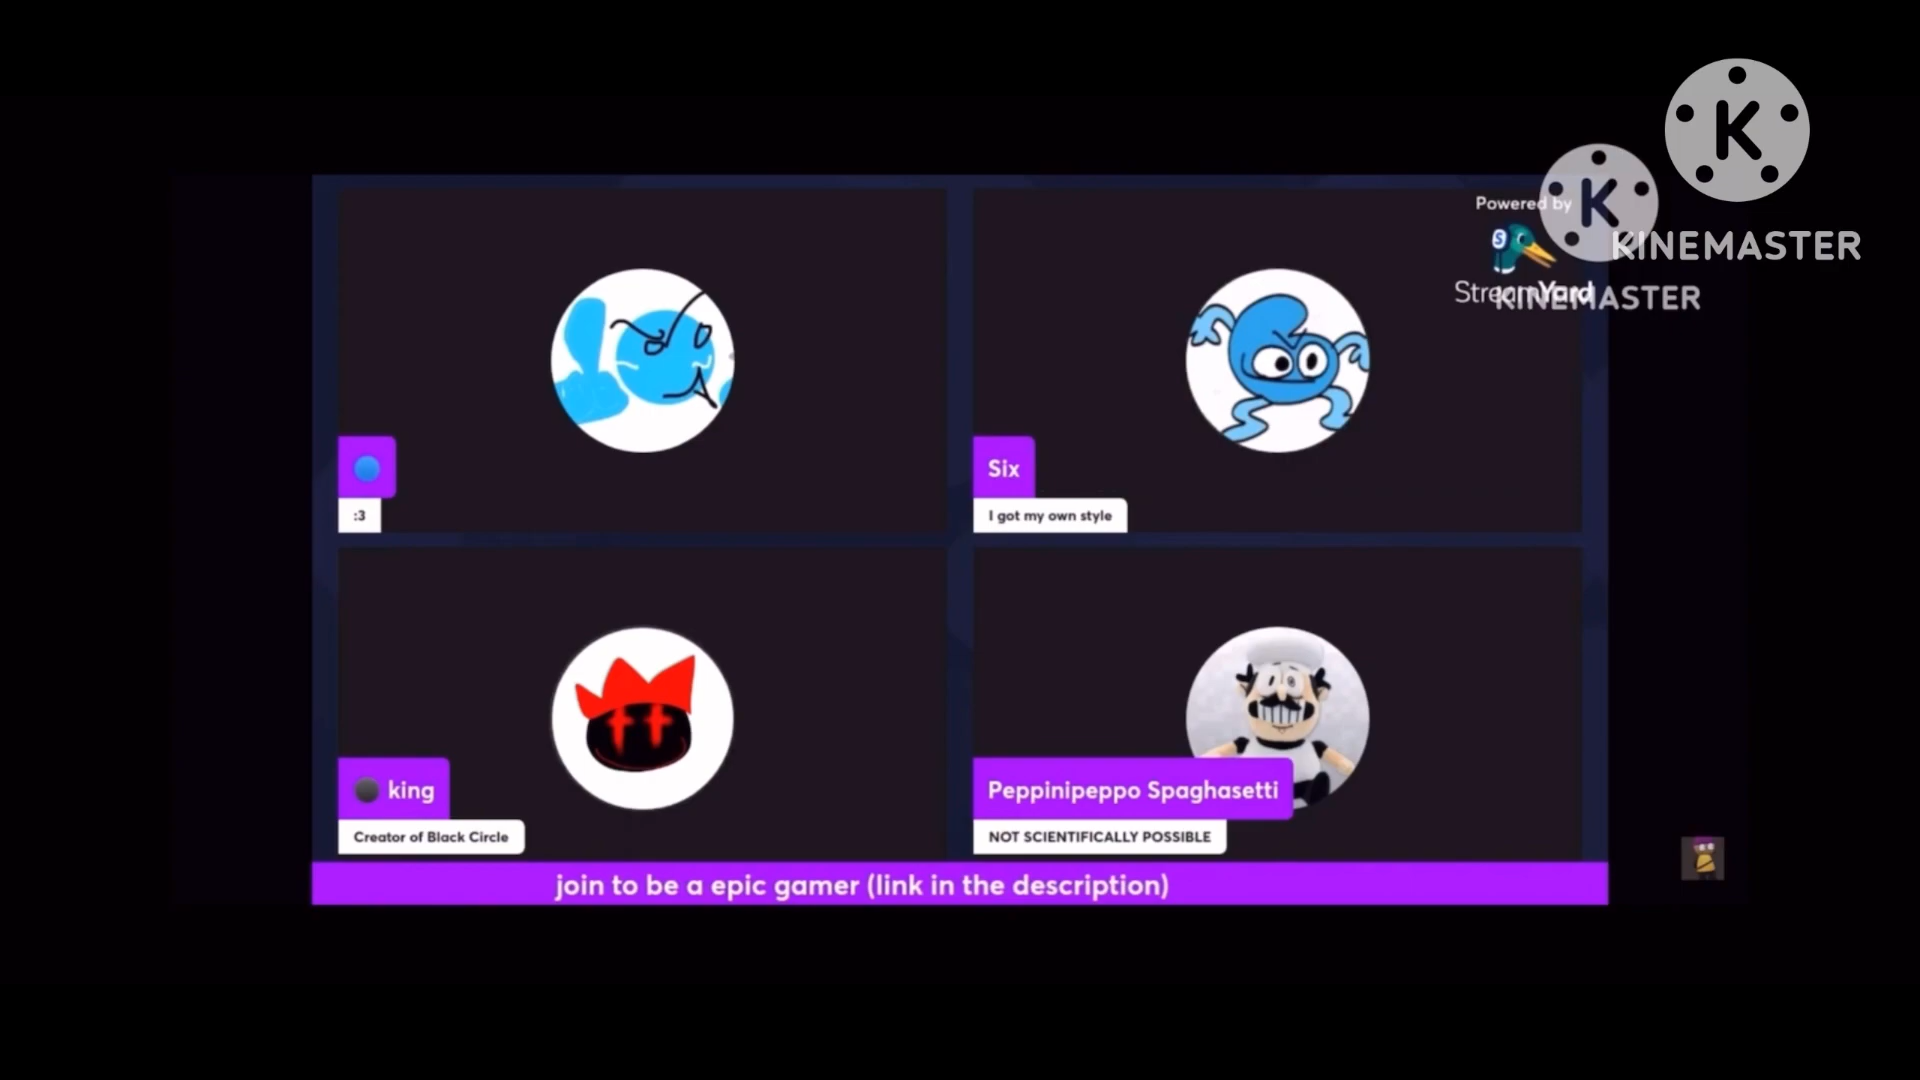 K
KINEMASTER
Powered by
K
StreamYard
KINEMASTER
S
:3
Six
I got my own style
king
Creator of Black Circle
Peppinipeppo Spaghasetti
NOT SCIENTIFICALLY POSSIBLE
join to be a epic gamer (link in the description)